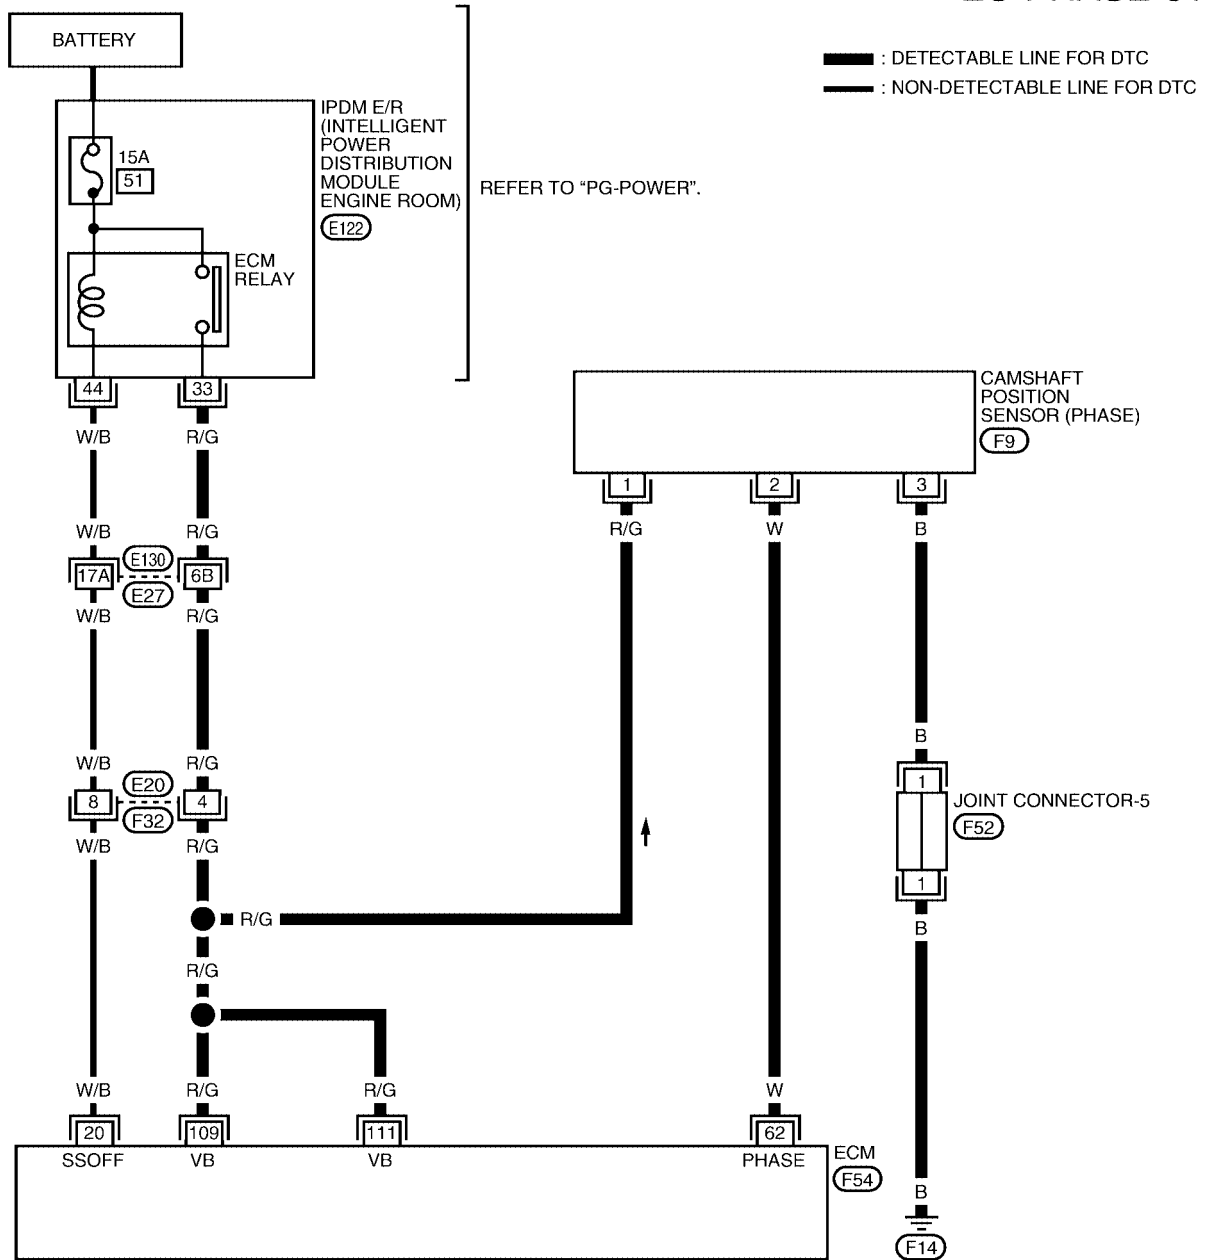 BATTERY
: DETECTABLE LINE FOR DTC
: NON-DETECTABLE LINE FOR DTC
IPDM E/R
(INTELLIGENT
POWER
DISTRIBUTION
MODULE
ENGINE ROOM)
E122
15A
51
REFER TO “PG-POWER”.
ECM
RELAY
44
33
W/B
R/G
CAMSHAFT
POSITION
SENSOR (PHASE)
F9
1
2
3
R/G
W
B
W/B
R/G
17A
E130
E27
6B
W/B
R/G
B
W/B
R/G
8
E20
F32
4
W/B
R/G
1
JOINT CONNECTOR-5
F52
1
B
R/G
R/G
W/B
R/G
R/G
W
20
109
111
62
SSOFF
VB
VB
PHASE
ECM
F54
B
F14